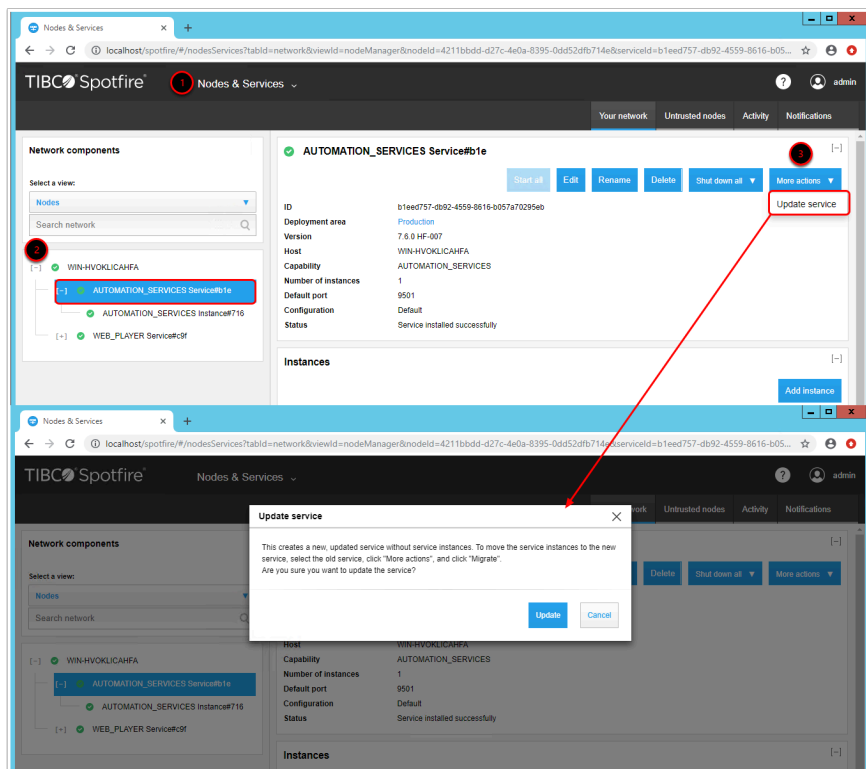 Nodes & Services
localhost/spotfire/#/nodesServices?tabId=network&viewId=nodeManager&nodeId=4211bbdd-d27c-4e0a-8395-0dd52dfb714e&serviceId=b1eed757-db92-4559-8616-b05...
TIBCO Spotfire® 1 Nodes & Services ? admin
Your network Untrusted nodes Activity Notifications
Network components
Select a view:
Nodes
Search network
2
[-] WIN-HVOKLICAHFA
[-] AUTOMATION_SERVICES Service#b1e
AUTOMATION_SERVICES Instance#716
[+] WEB_PLAYER Service#c9f
AUTOMATION_SERVICES Service#b1e 3 [-]
Start all Edit Rename Delete Shut down all ▼ More actions ▼
Update service
ID b1eed757-db92-4559-8616-b057a70295eb
Deployment area Production
Version 7.6.0 HF-007
Host WIN-HVOKLICAHFA
Capability AUTOMATION_SERVICES
Number of instances 1
Default port 9501
Configuration Default
Status Service installed successfully
Instances [-]
Add instance
Nodes & Services
localhost/spotfire/#/nodesServices?tabId=network&viewId=nodeManager&nodeId=4211bbdd-d27c-4e0a-8395-0dd52dfb714e&serviceId=b1eed757-db92-4559-8616-b05...
TIBCO Spotfire® Nodes & Services ? admin
work Untrusted nodes Activity Notifications
Network components
Select a view:
Nodes
Search network
[-] WIN-HVOKLICAHFA
[-] AUTOMATION_SERVICES Service#b1e
AUTOMATION_SERVICES Instance#716
[+] WEB_PLAYER Service#c9f
[-]
Delete Shut down all ▼ More actions ▼
Update service
This creates a new, updated service without service instances. To move the service instances to the new
service, select the old service, click "More actions", and click "Migrate".
Are you sure you want to update the service?
Update Cancel
Host WIN-HVOKLICAHFA
Capability AUTOMATION_SERVICES
Number of instances 1
Default port 9501
Configuration Default
Status Service installed successfully
Instances [-]